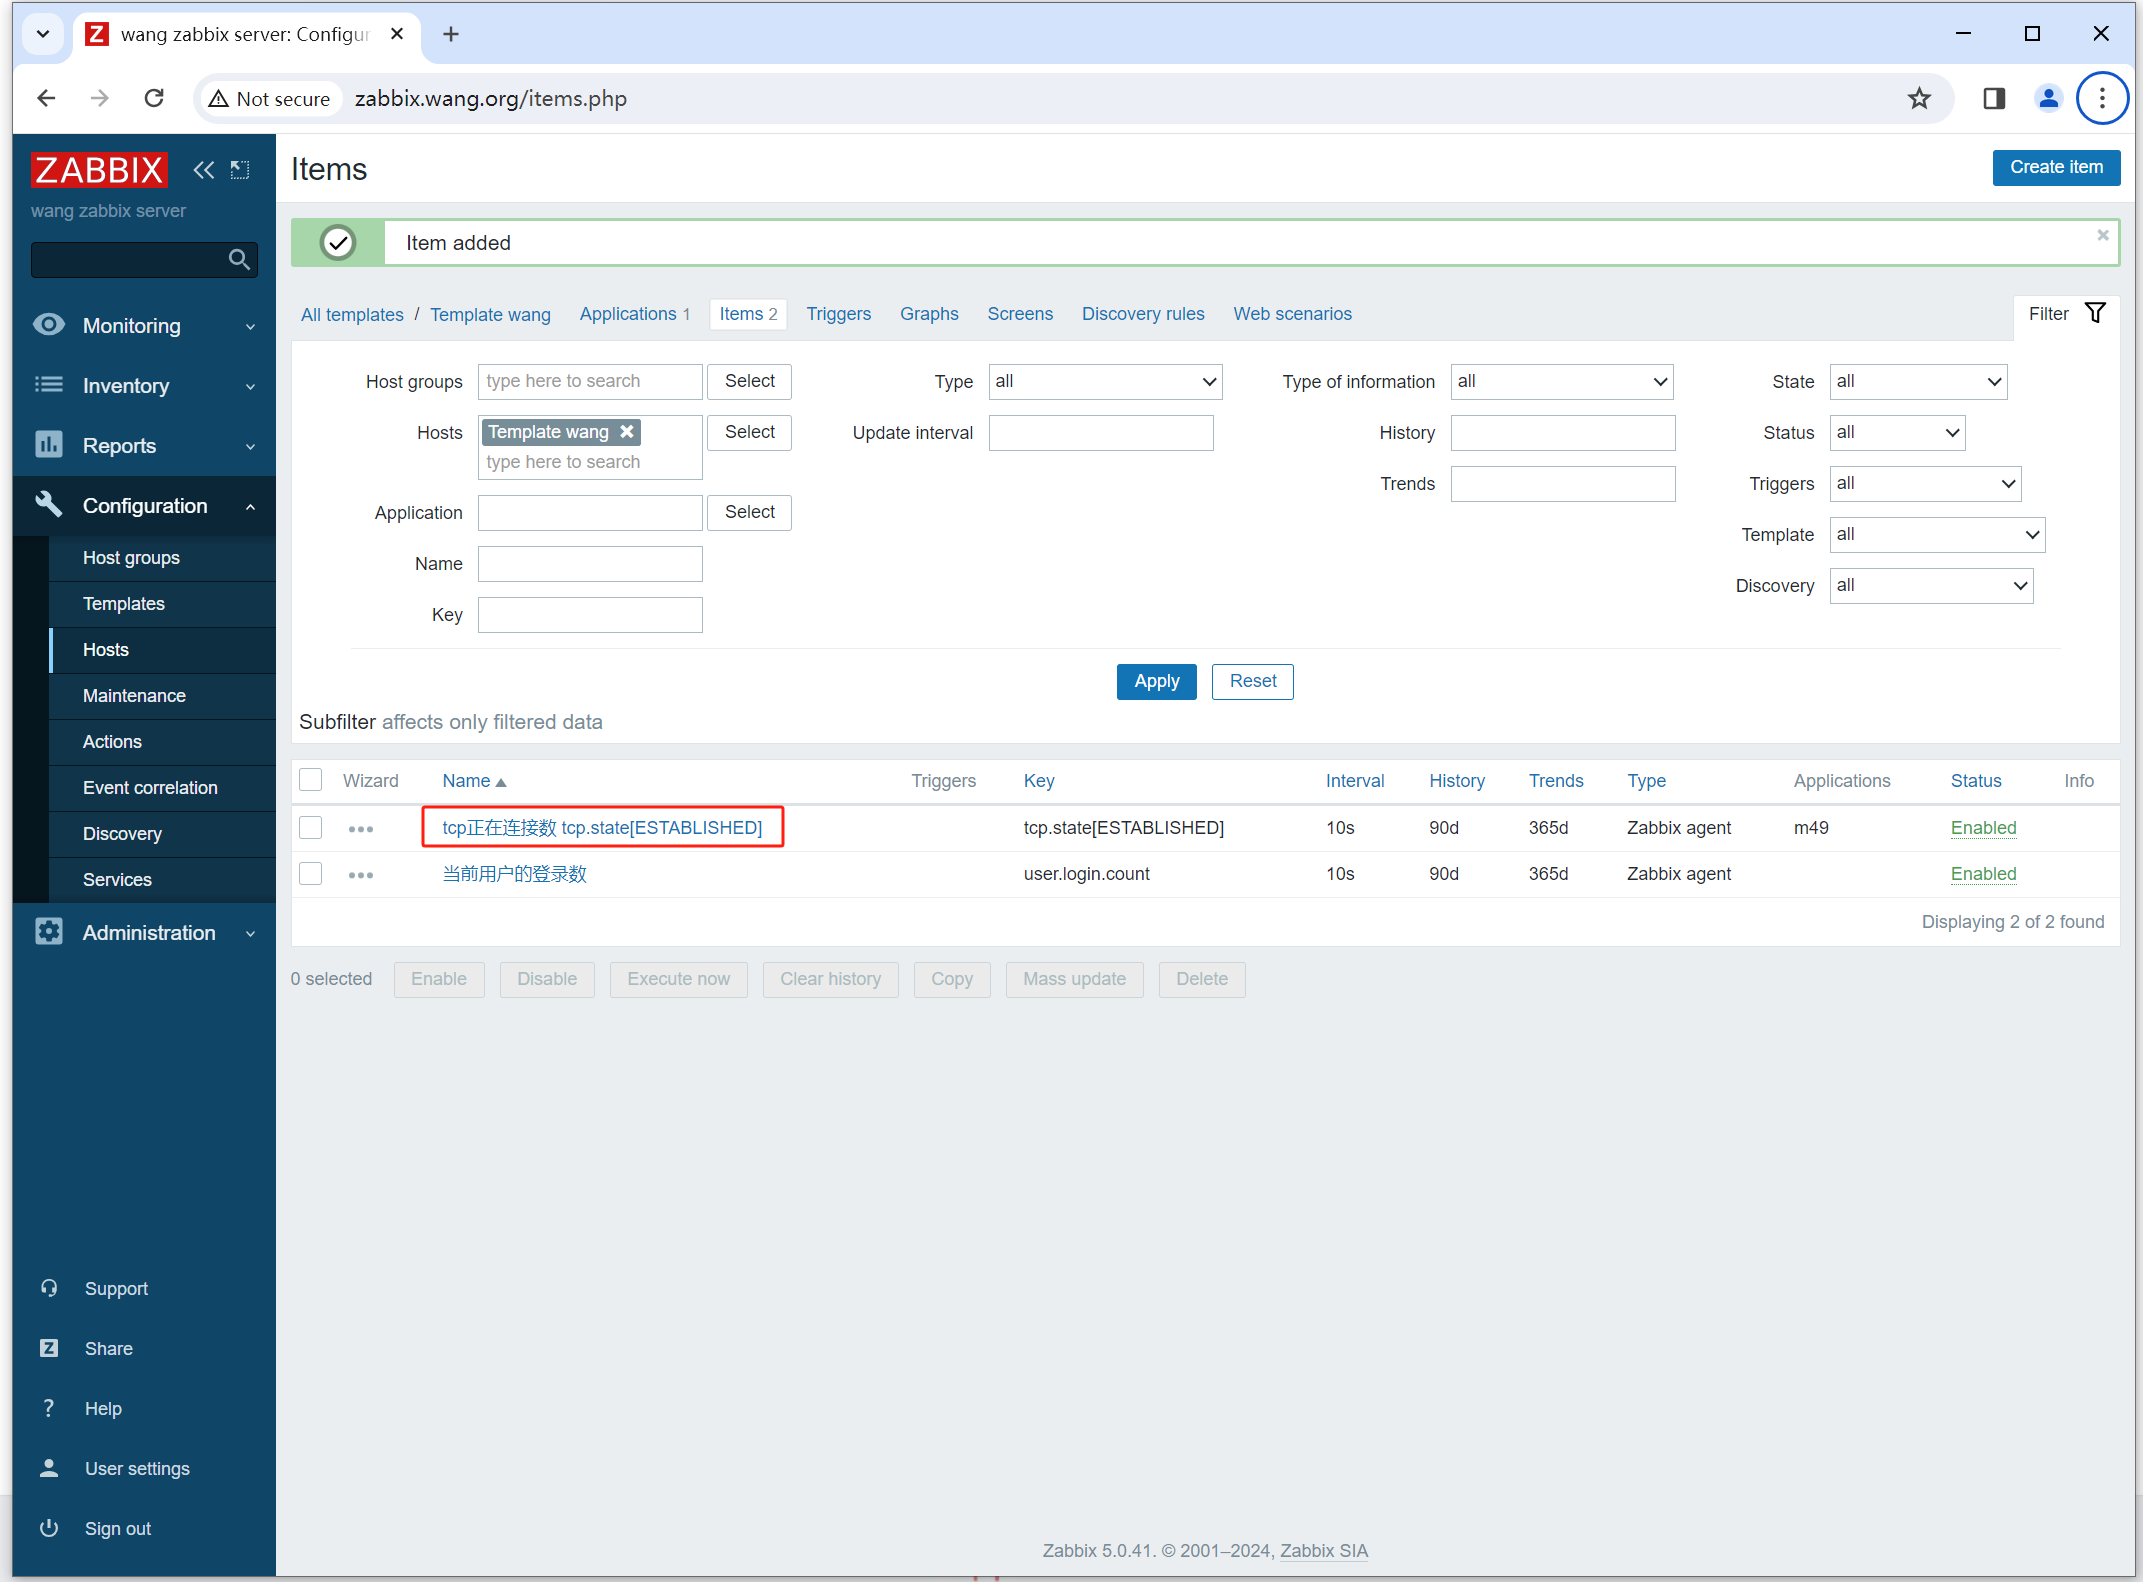 wang zabbix server: Configur
Not secure
zabbix.wang.org/items.php
ZABBIX
wang zabbix server
Monitoring
Inventory
Reports
Configuration
Host groups
Templates
Hosts
Maintenance
Actions
Event correlation
Discovery
Services
Administration
Support
Share
Help
User settings
Sign out
Items
Create item
Item added
All templates / Template wang Applications 1 Items 2 Triggers Graphs Screens Discovery rules Web scenarios Filter
Host groups type here to search Select Type all Type of information all State all
Hosts Template wang Select Update interval History Status all
type here to search
Trends Triggers all
Application Select
Template all
Name
Discovery all
Key
Apply Reset
Subfilter affects only filtered data
Wizard Name Triggers Key Interval History Trends Type Applications Status Info
tcp正在连接数 tcp.state[ESTABLISHED] tcp.state[ESTABLISHED] 10s 90d 365d Zabbix agent m49 Enabled
当前用户的登录数 user.login.count 10s 90d 365d Zabbix agent Enabled
Displaying 2 of 2 found
0 selected Enable Disable Execute now Clear history Copy Mass update Delete
Zabbix 5.0.41. © 2001–2024, Zabbix SIA